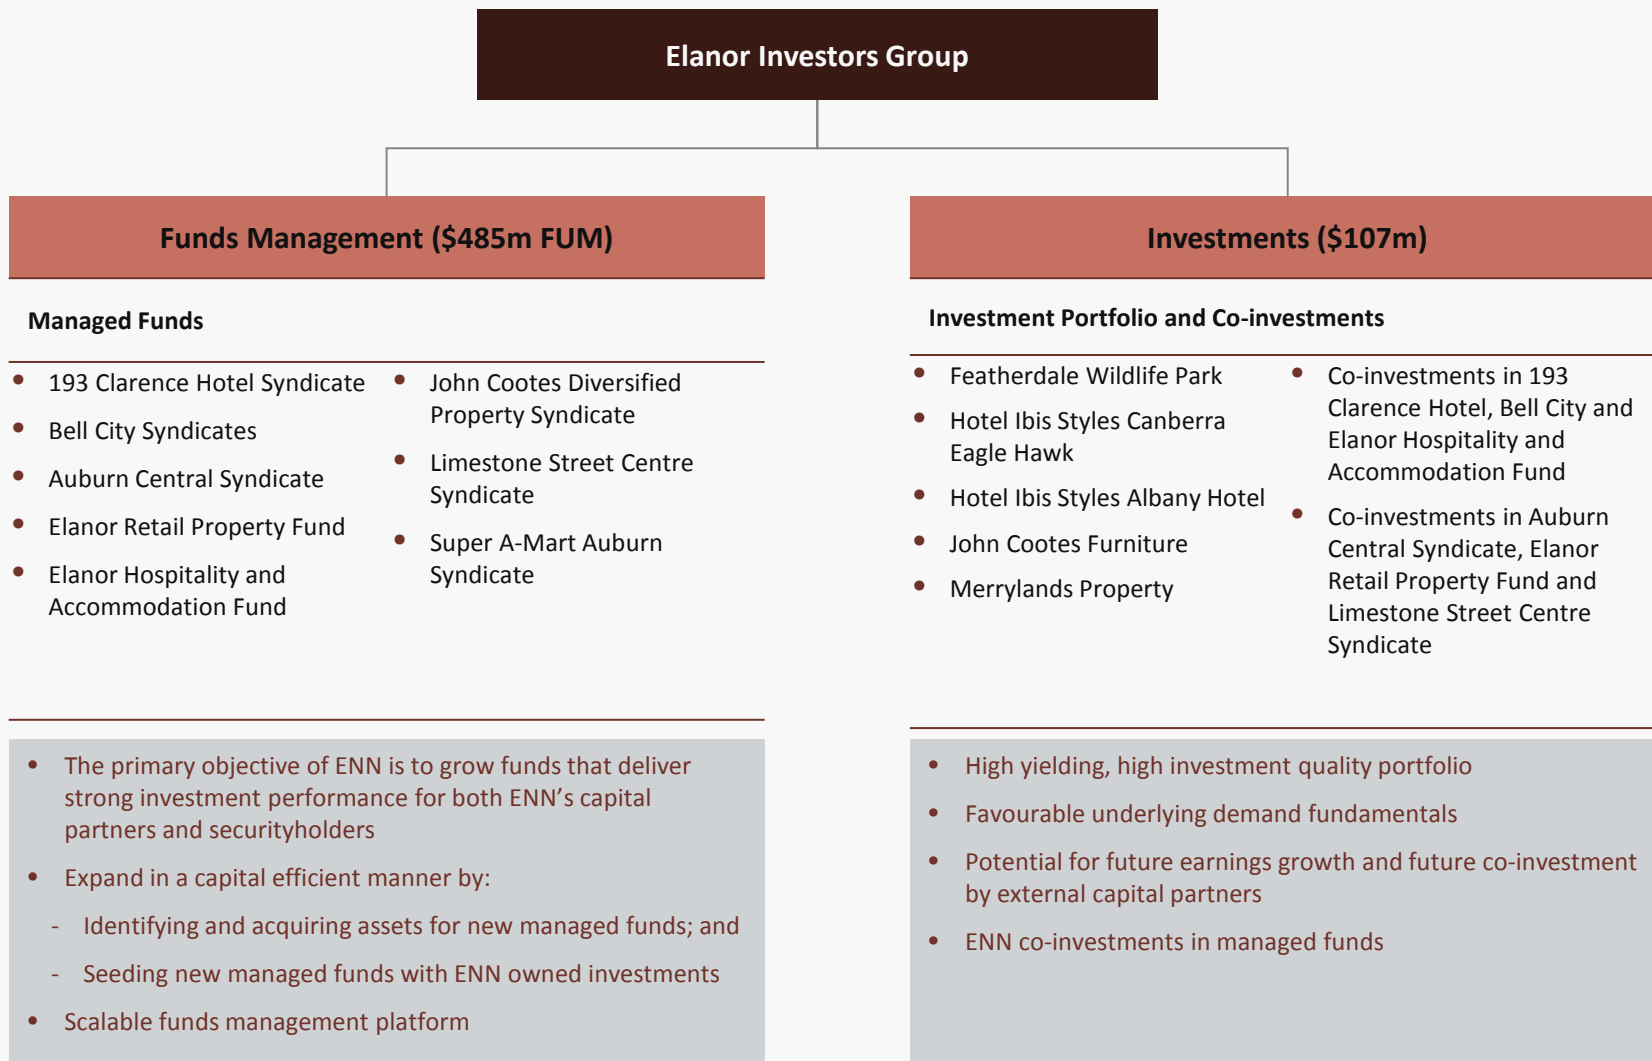 Elanor Investors Group
Funds Management ($485m FUM)
Managed Funds
• 193 Clarence Hotel Syndicate
• Bell City Syndicates
• Auburn Central Syndicate
• Elanor Retail Property Fund
• Elanor Hospitality and
Accommodation Fund
• John Cootes Diversified
Property Syndicate
• Limestone Street Centre
Syndicate
• Super A-Mart Auburn
Syndicate
• The primary objective of ENN is to grow funds that deliver
strong investment performance for both ENN’s capital
partners and securityholders
• Expand in a capital efficient manner by:
- Identifying and acquiring assets for new managed funds; and
- Seeding new managed funds with ENN owned investments
• Scalable funds management platform
Investments ($107m)
Investment Portfolio and Co-investments
• Featherdale Wildlife Park
• Hotel Ibis Styles Canberra
Eagle Hawk
• Hotel Ibis Styles Albany Hotel
• John Cootes Furniture
• Merrylands Property
• Co-investments in 193
Clarence Hotel, Bell City and
Elanor Hospitality and
Accommodation Fund
• Co-investments in Auburn
Central Syndicate, Elanor
Retail Property Fund and
Limestone Street Centre
Syndicate
• High yielding, high investment quality portfolio
• Favourable underlying demand fundamentals
• Potential for future earnings growth and future co-investment
by external capital partners
• ENN co-investments in managed funds